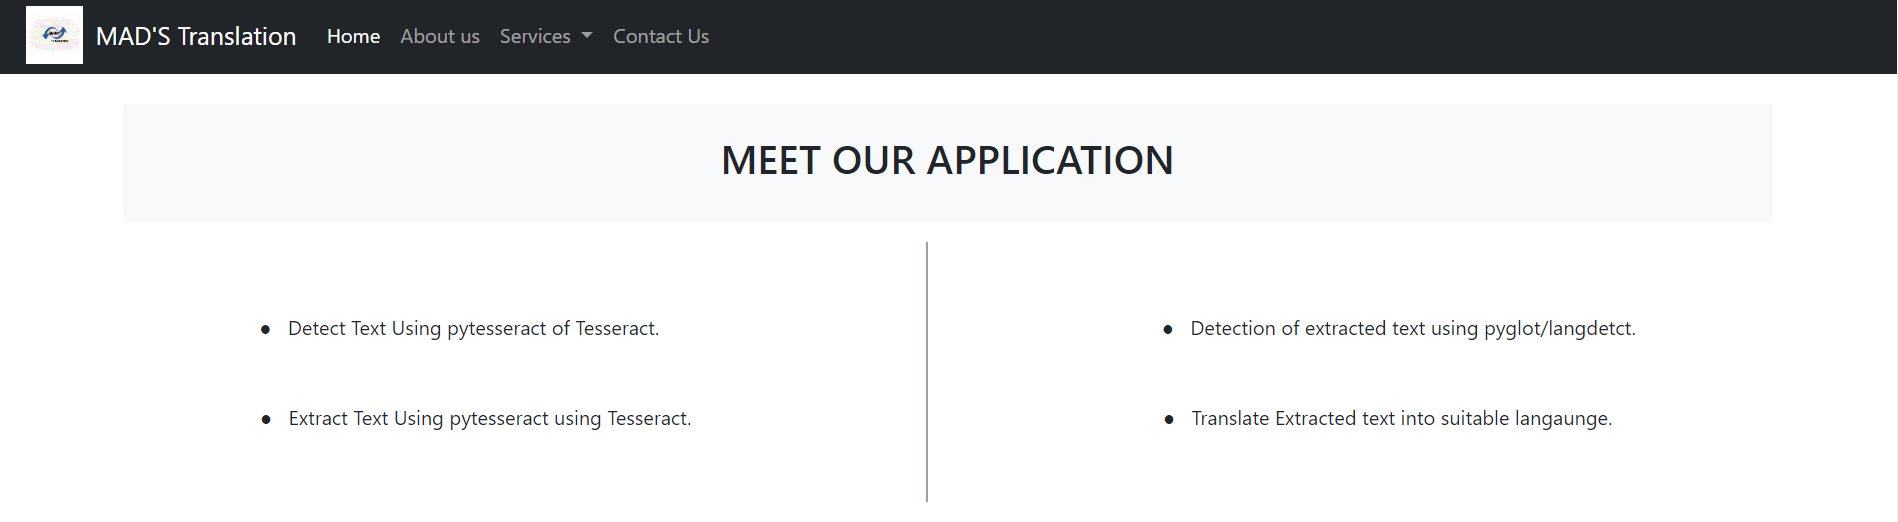 MAD'S Translation Home About us Services Contact Us
MEET OUR APPLICATION
Detect Text Using pytesseract of Tesseract.
Extract Text Using pytesseract using Tesseract.
Detection of extracted text using pyglot/langdetct.
Translate Extracted text into suitable langaunge.